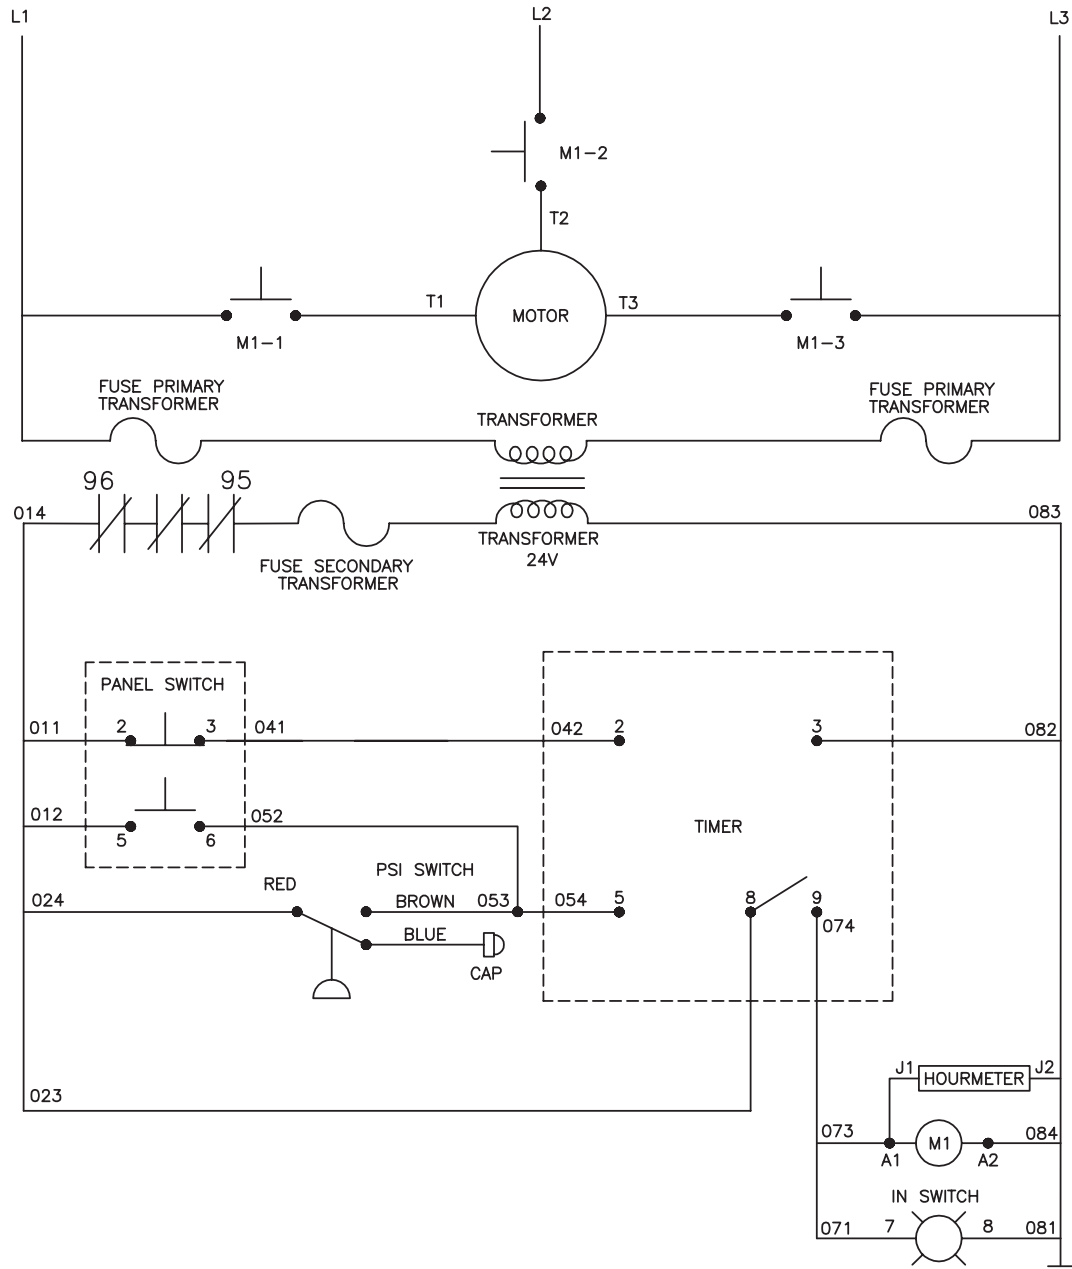 L1
L2
L3
M1-2
T2
T1
MOTOR
T3
M1-1
M1-3
FUSE PRIMARY
TRANSFORMER
TRANSFORMER
FUSE PRIMARY
TRANSFORMER
96
95
014
083
TRANSFORMER
24V
FUSE SECONDARY
TRANSFORMER
PANEL SWITCH
011
2
3
041
042
2
3
082
012
5
6
052
TIMER
PSI SWITCH
RED
024
BROWN
053
054
5
8
9
074
BLUE
CAP
J1
HOURMETER
J2
023
073
A1
M1
A2
084
IN SWITCH
071
7
8
081